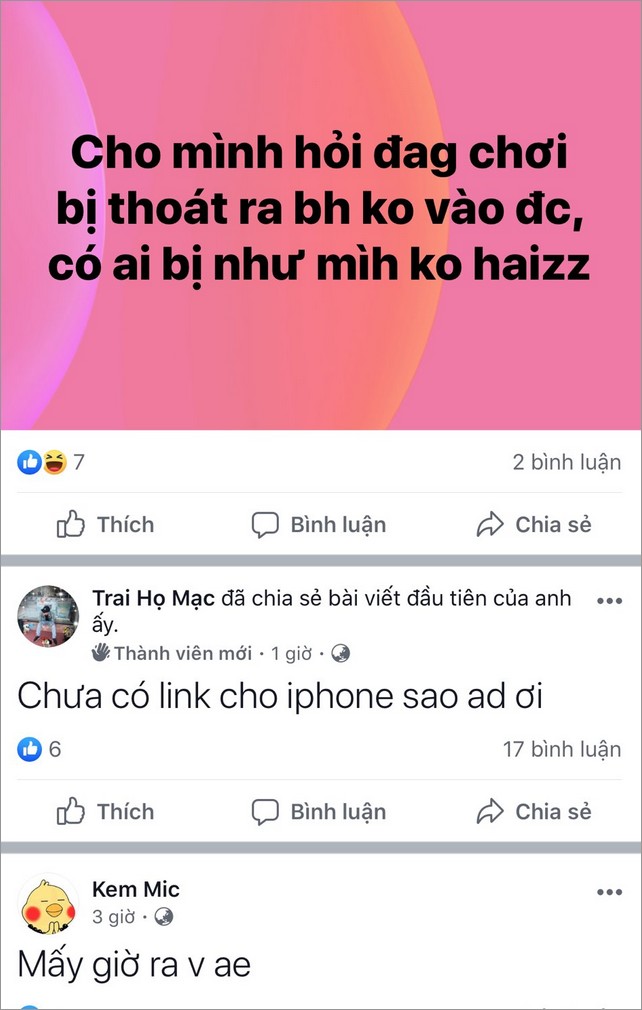 Cho mình hỏi đag chơi
bị thoát ra bh ko vào đc,
có ai bị như mìh ko haizz
7
2 bình luận
Thích
Bình luận
Chia sẻ
Trai Họ Mạc đã chia sẻ bài viết đầu tiên của anh
ấy.
Thành viên mới · 1 giờ ·
Chưa có link cho iphone sao ad ơi
6
17 bình luận
Thích
Bình luận
Chia sẻ
Kem Mic
3 giờ ·
Mấy giờ ra v ae